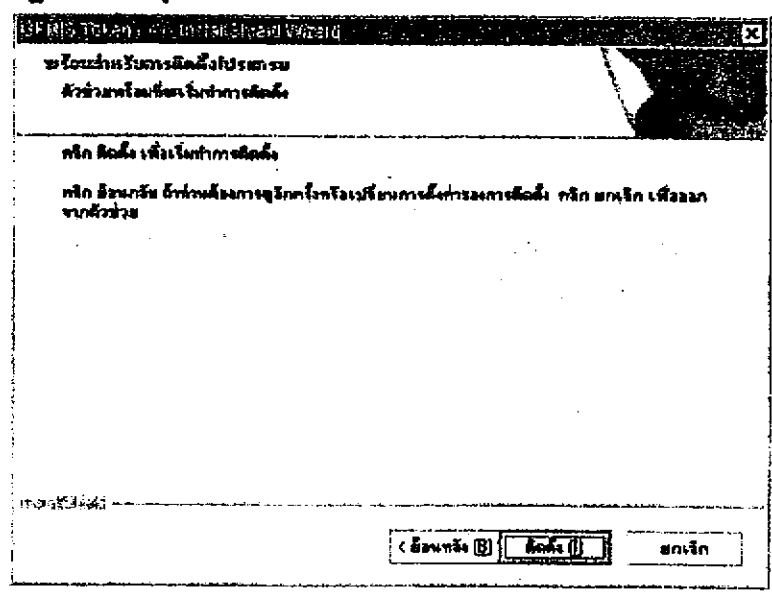 InstallShield Wizard
พร้อมสำหรับการติดตั้งโปรแกรม
ตัวช่วยพร้อมที่จะเริ่มทำการติดตั้ง
คลิก ติดตั้ง เพื่อเริ่มทำการติดตั้ง
คลิก ย้อนกลับ ถ้าท่านต้องการดูอีกครั้งหรือเปลี่ยนการตั้งค่าของการติดตั้ง คลิก ยกเลิก เพื่อออก
จากตัวช่วย
InstallShield
< ย้อนหลัง (B)
ติดตั้ง (I)
ยกเลิก